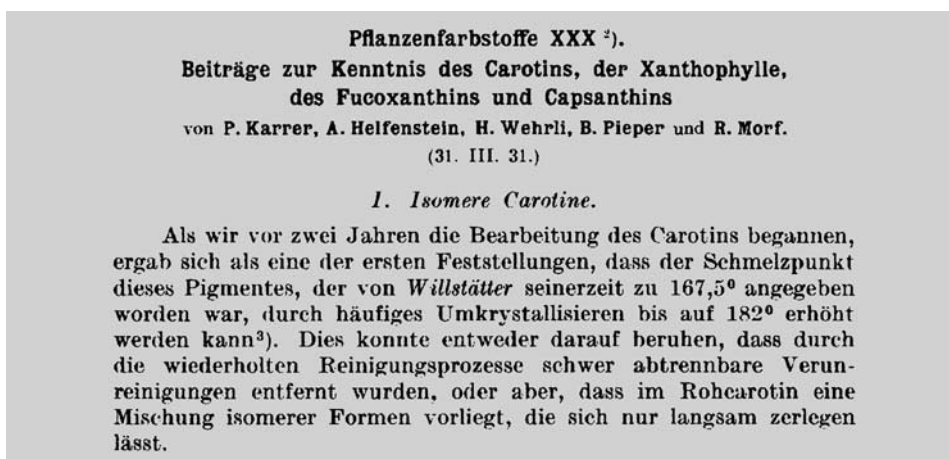 Pflanzenfarbstoffe XXX ²).
Beiträge zur Kenntnis des Carotins, der Xanthophylle,
des Fucoxanthins und Capsanthins
von P. Karrer, A. Helfenstein, H. Wehrli, B. Pieper und R. Morf.
(31. III. 31.)
1. Isomere Carotine.
Als wir vor zwei Jahren die Bearbeitung des Carotins begannen,
ergab sich als eine der ersten Feststellungen, dass der Schmelzpunkt
dieses Pigmentes, der von Willstätter seinerzeit zu 167,5⁰ angegeben
worden war, durch häufiges Umkrystallisieren bis auf 182⁰ erhöht
werden kann³). Dies konnte entweder darauf beruhen, dass durch
die wiederholten Reinigungsprozesse schwer abtrennbare Verun-
reinigungen entfernt wurden, oder aber, dass im Rohcarotin eine
Mischung isomerer Formen vorliegt, die sich nur langsam zerlegen
lässt.